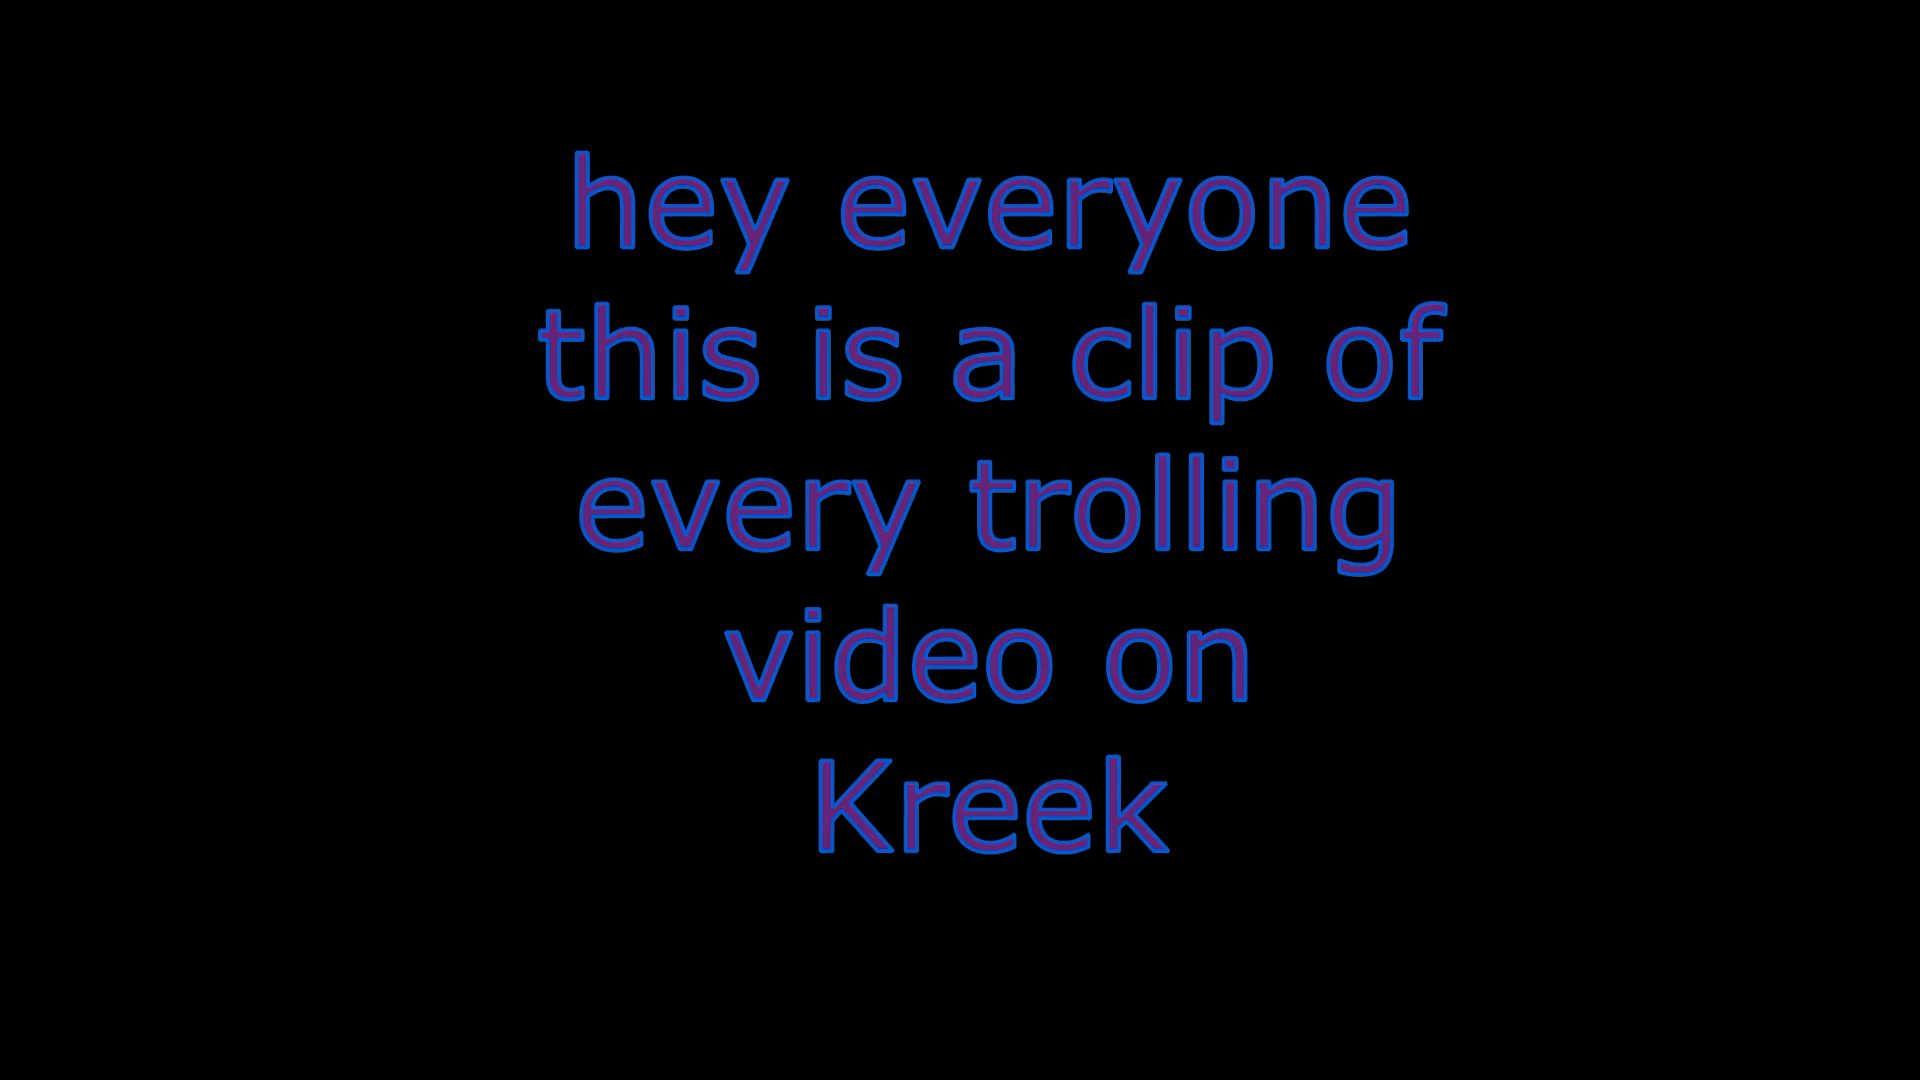 hey everyone
this is a clip of
every trolling
video on
Kreek